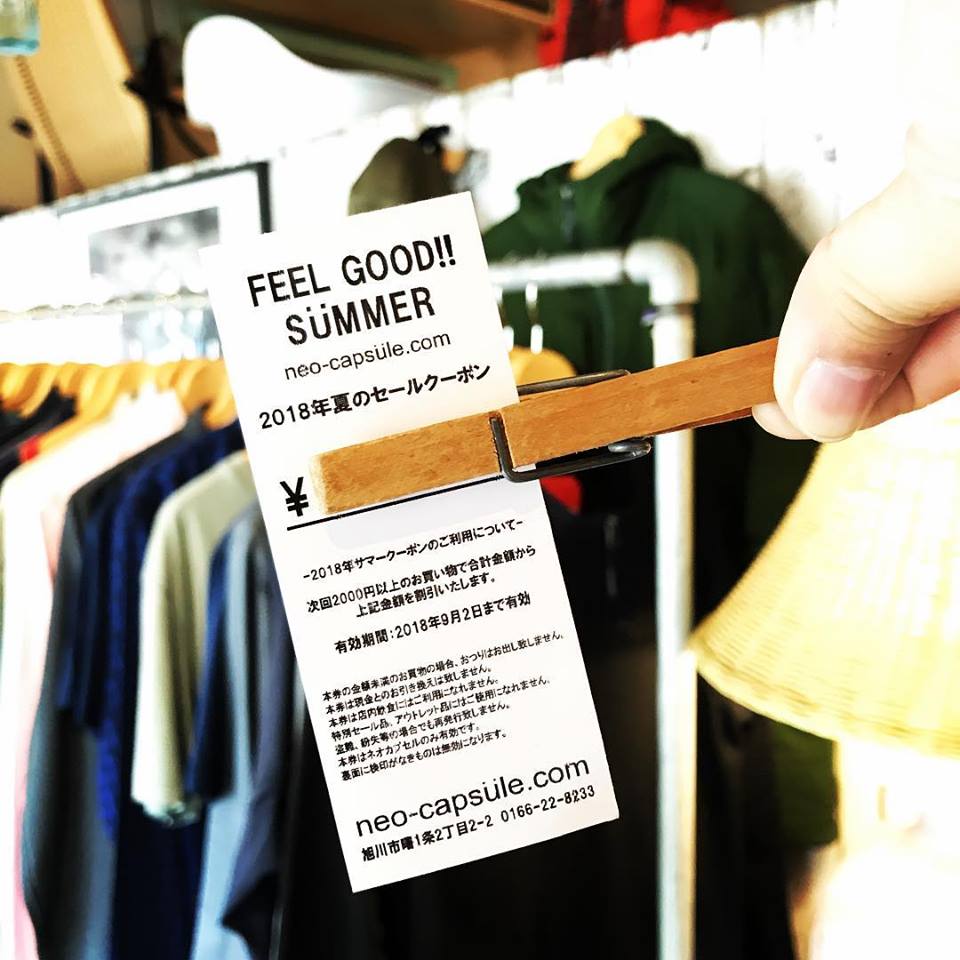 FEEL GOOD!!
SÜMMER
neo-capsüle.com
2018年夏のセールクーポン
¥
-2018年サマークーポンのご利用について-
次回2000円以上のお買い物で合計金額から
上記金額を割引いたします。
有効期間:2018年9月2日まで有効
本券の金額未満のお買物の場合、おつりはお出し致しません。
本券は現金とのお引き換えは致しません。
本券は店内飲食にはご利用になれません。
特別セール品、アウトレット品にはご使用になれません。
盗難、紛失等の場合でも再発行致しません。
本券はネオカプセルのみ有効です。
裏面に検印がなきものは無効になります。
neo-capsüle.com
旭川市曙1条2丁目2-2 0166-22-8233